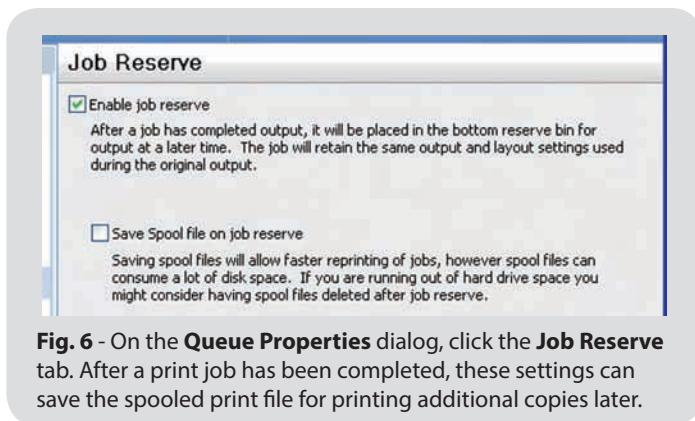 Job Reserve
Enable job reserve
After a job has completed output, it will be placed in the bottom reserve bin for
output at a later time. The job will retain the same output and layout settings used
during the original output.
Save Spool file on job reserve
Saving spool files will allow faster reprinting of jobs, however spool files can
consume a lot of disk space. If you are running out of hard drive space you
might consider having spool files deleted after job reserve.
Fig. 6 - On the Queue Properties dialog, click the Job Reserve
tab. After a print job has been completed, these settings can
save the spooled print file for printing additional copies later.